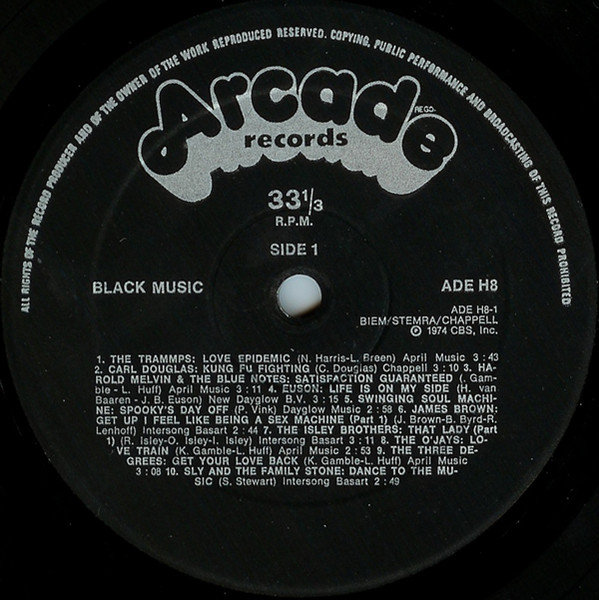 ALL RIGHTS OF THE RECORD PRODUCER AND OF THE OWNER OF THE WORK REPRODUCED RESERVED. COPYING, PUBLIC PERFORMANCE AND BROADCASTING OF THIS RECORD PROHIBITED
Arcade
REGD.
records
33 1/3
R.P.M.
SIDE 1
BLACK MUSIC
ADE H8
ADE H8-1
BIEM/STEMRA/CHAPPELL
℗ 1974 CBS, Inc.
1. THE TRAMMPS: LOVE EPIDEMIC (N. Harris-L. Breen) April Music 3 : 43
2. CARL DOUGLAS: KUNG FU FIGHTING (C. Douglas) Chappell 3 : 10 3. HA-
ROLD MELVIN & THE BLUE NOTES: SATISFACTION GUARANTEED (. Gam-
ble - L. Huff) April Music 3 : 11 4. EUSON: LIFE IS ON MY SIDE (H. van
Baaren - J. B. Euson) New Dayglow B.V. 3 : 15 5. SWINGING SOUL MACHI-
NE: SPOOKY'S DAY OFF (P. Vink) Dayglow Music 2 : 58 6. JAMES BROWN:
GET UP I FEEL LIKE BEING A SEX MACHINE (Part 1) (J. Brown-B. Byrd-R.
Lenhoff) Intersong Basart 2 : 44 7. THE ISLEY BROTHERS: THAT LADY (Part
1) (R. Isley-O. Isley-I. Isley) Intersong Basart 3 : 11 8. THE O'JAYS: LO-
VE TRAIN (K. Gamble-L. Huff) April Music 2 : 53 9. THE THREE DE-
GREES: GET YOUR LOVE BACK (K. Gamble-L. Huff) April Music
3 : 08 10. SLY AND THE FAMILY STONE: DANCE TO THE MU-
SIC (S. Stewart) Intersong Basart 2 : 49